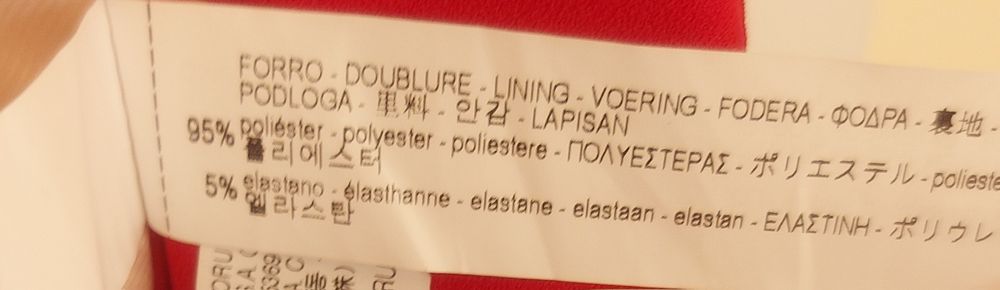 FORRO - DOUBLURE - LINING - VOERING - FODERA - ΦΟΔΡΑ - 裏地 -
PODLOGA - 里料 - 안감 - LAPISAN
95% poliéster - polyester - poliestere - ΠΟΛΥΕΣΤΕΡΑΣ - ポリエステル - polieste
폴리에스터
5% elastano - élasthanne - elastane - elastaan - elastan - ΕΛΑΣΤΙΝΗ - ポリウレ
엘라스탄